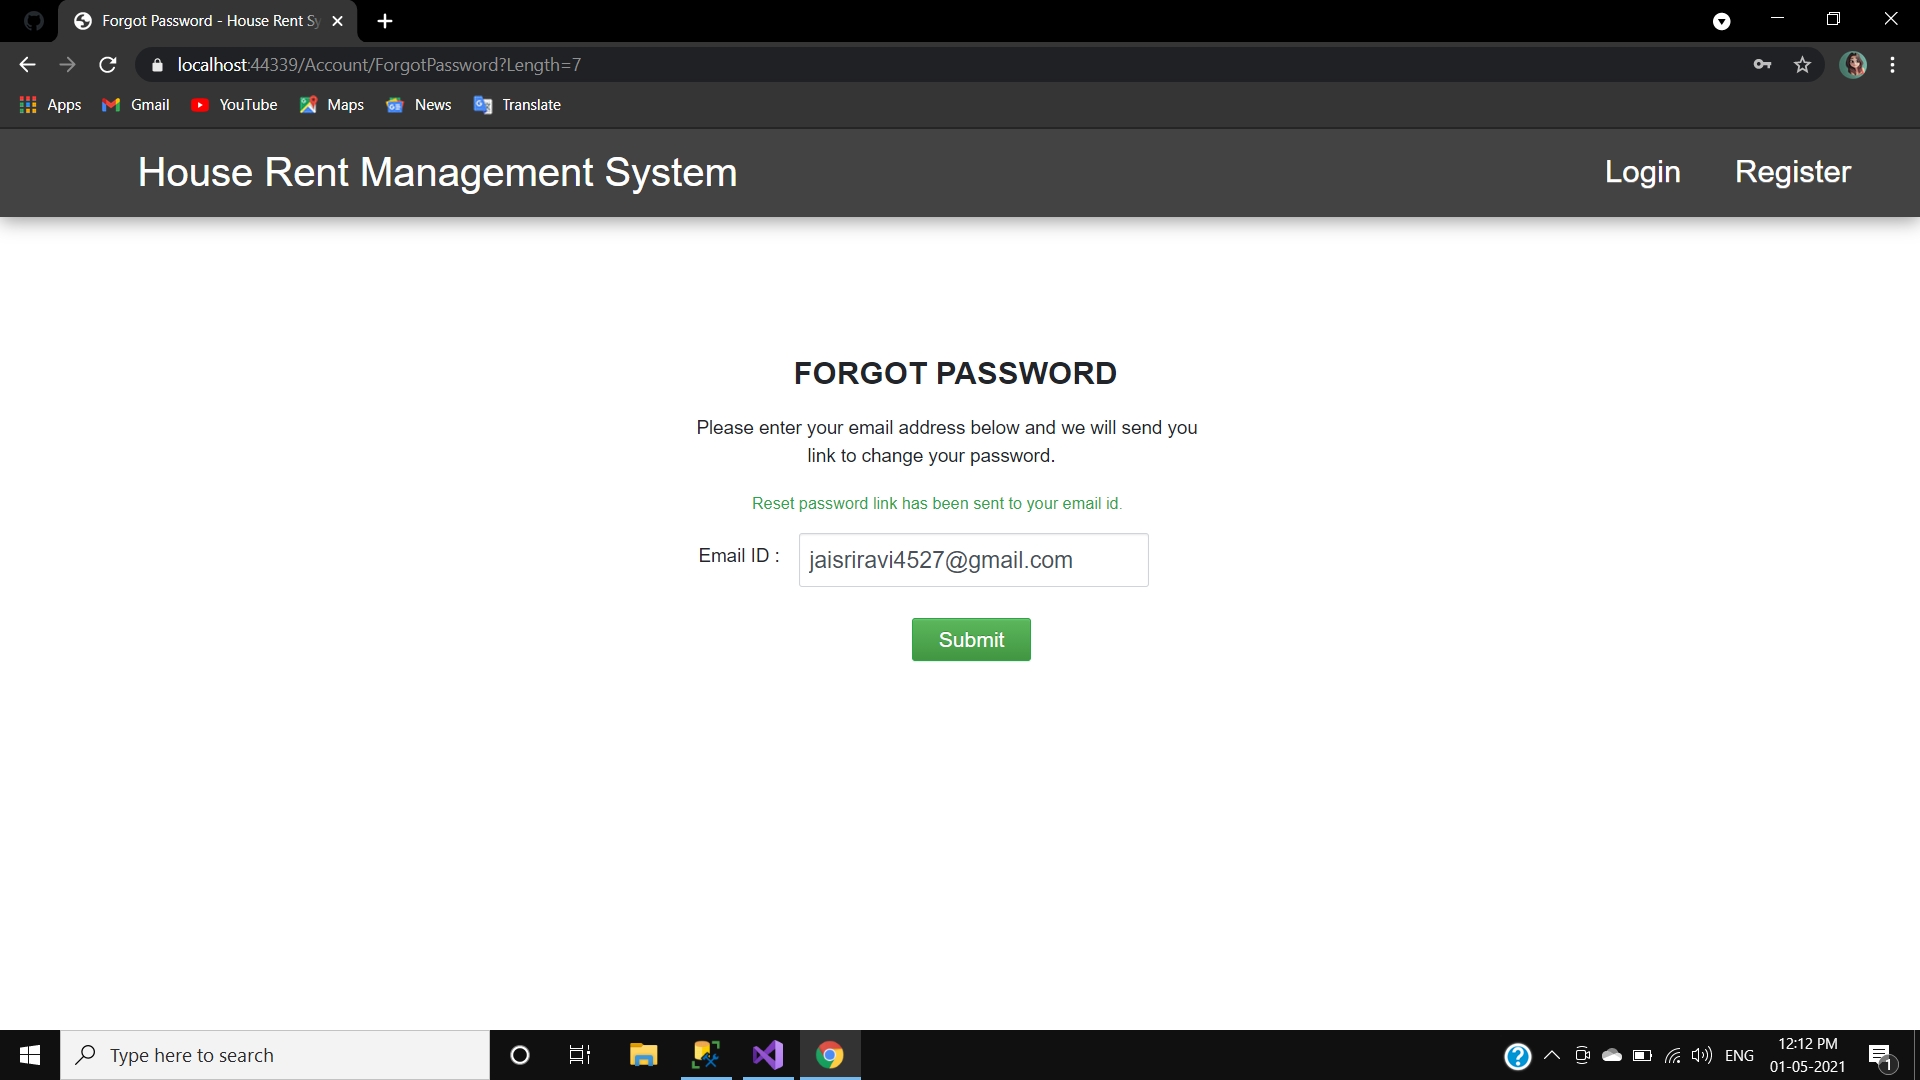 Forgot Password - House Rent Sy
localhost:44339/Account/ForgotPassword?Length=7
Apps Gmail YouTube Maps News Translate
House Rent Management System Login Register
FORGOT PASSWORD
Please enter your email address below and we will send you
link to change your password.
Reset password link has been sent to your email id.
Email ID : jaisriravi4527@gmail.com
Submit
Type here to search
ENG
12:12 PM
01-05-2021
1